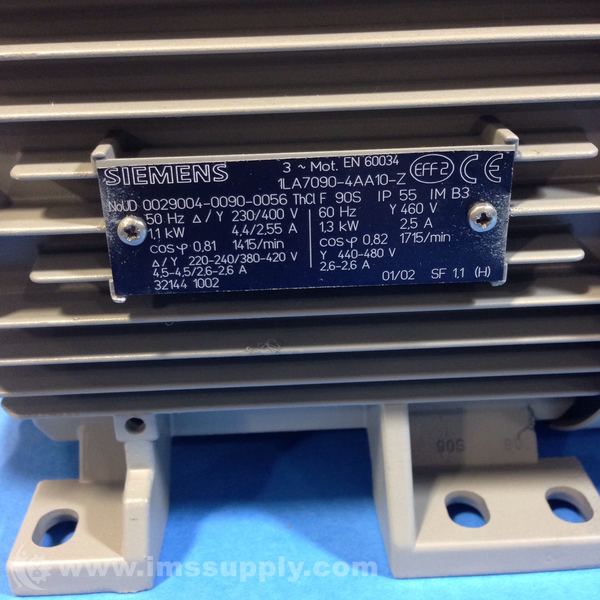 SIEMENS
3 ~ Mot. EN 60034
1LA7090-4AA10-Z
EFF2 CE
NoUD 0029004-0090-0056 ThCl F 90S IP 55 IM B3
50 Hz Δ/Y 230/400 V
1,1 kW 4,4/2,55 A
cosφ 0,81 1415/min
Δ/Y 220-240/380-420 V
4,5-4,5/2,6-2,6 A
32144 1002
60 Hz Y 460 V
1,3 kW 2,5 A
cosφ 0,82 1715/min
Y 440-480 V
2,6-2,6 A
01/02 SF 1,1 (H)
90S
www.imssupply.com